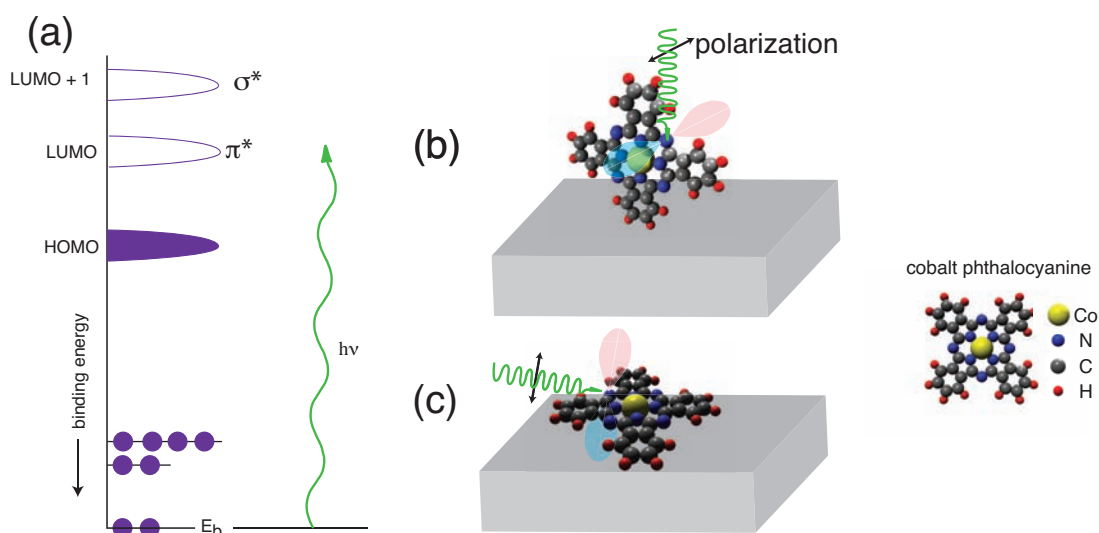 (a)
LUMO + 1
σ*
LUMO
π*
HOMO
binding energy
hν
E_b
polarization
(b)
(c)
cobalt phthalocyanine
Co
N
C
H